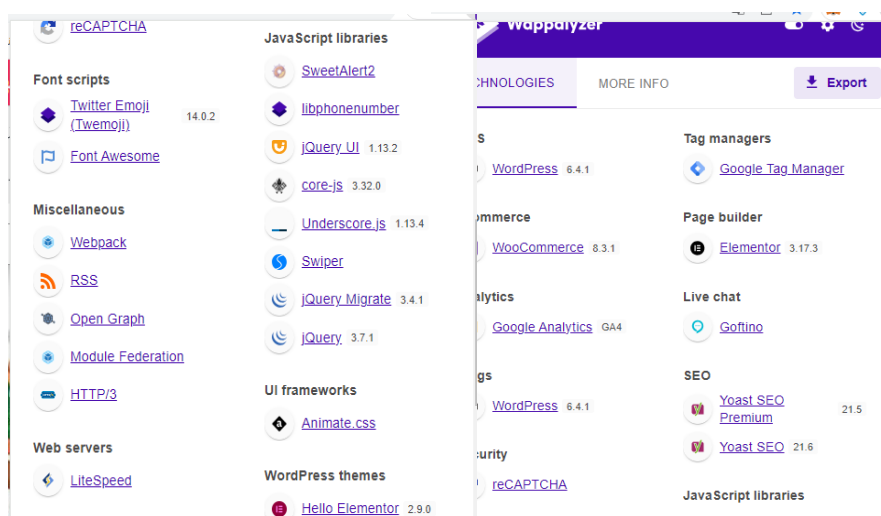 reCAPTCHA
Font scripts
Twitter Emoji
(Twemoji)
14.0.2
Font Awesome
Miscellaneous
Webpack
RSS
Open Graph
Module Federation
HTTP/3
Web servers
LiteSpeed
JavaScript libraries
SweetAlert2
libphonenumber
jQuery UI 1.13.2
core-js 3.32.0
Underscore.js 1.13.4
Swiper
jQuery Migrate 3.4.1
jQuery 3.7.1
UI frameworks
Animate.css
WordPress themes
Hello Elementor 2.9.0
Wappalyzer
CHNOLOGIES MORE INFO Export
S
WordPress 6.4.1
ommerce
WooCommerce 8.3.1
alytics
Google Analytics GA4
gs
WordPress 6.4.1
curity
reCAPTCHA
Tag managers
Google Tag Manager
Page builder
Elementor 3.17.3
Live chat
Goftino
SEO
Yoast SEO
Premium
21.5
Yoast SEO 21.6
JavaScript libraries